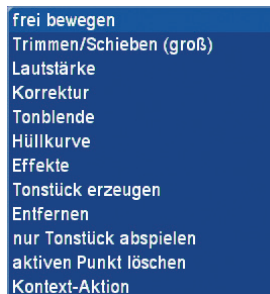 frei bewegen
Trimmen/Schieben (groß)
Lautstärke
Korrektur
Tonblende
Hüllkurve
Effekte
Tonstück erzeugen
Entfernen
nur Tonstück abspielen
aktiven Punkt löschen
Kontext-Aktion